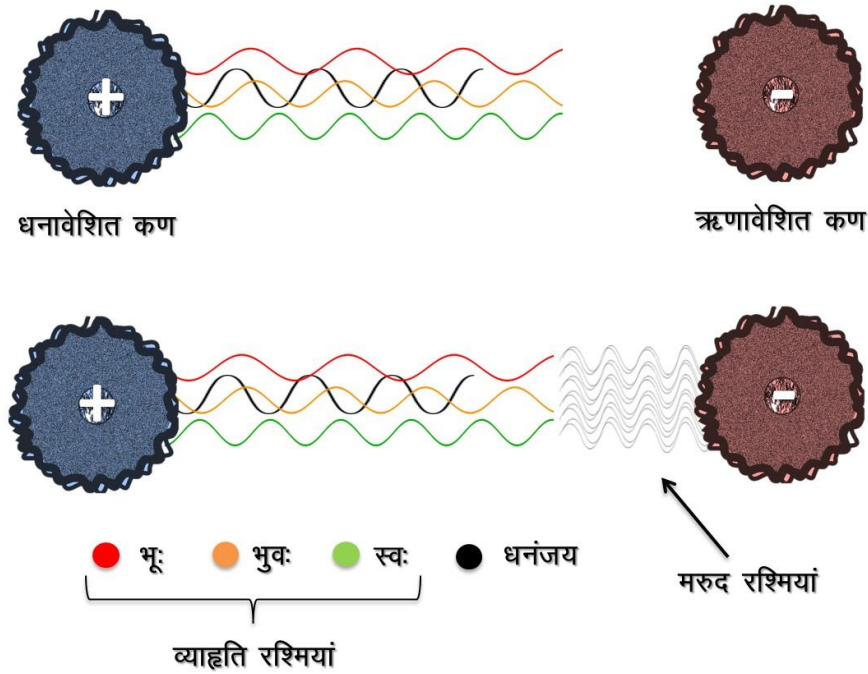 +
-
धनावेशित कण
ऋणावेशित कण
+
-
भूः
भुवः
स्वः
धनंजय
मरुद रश्मियां
व्याहृति रश्मियां